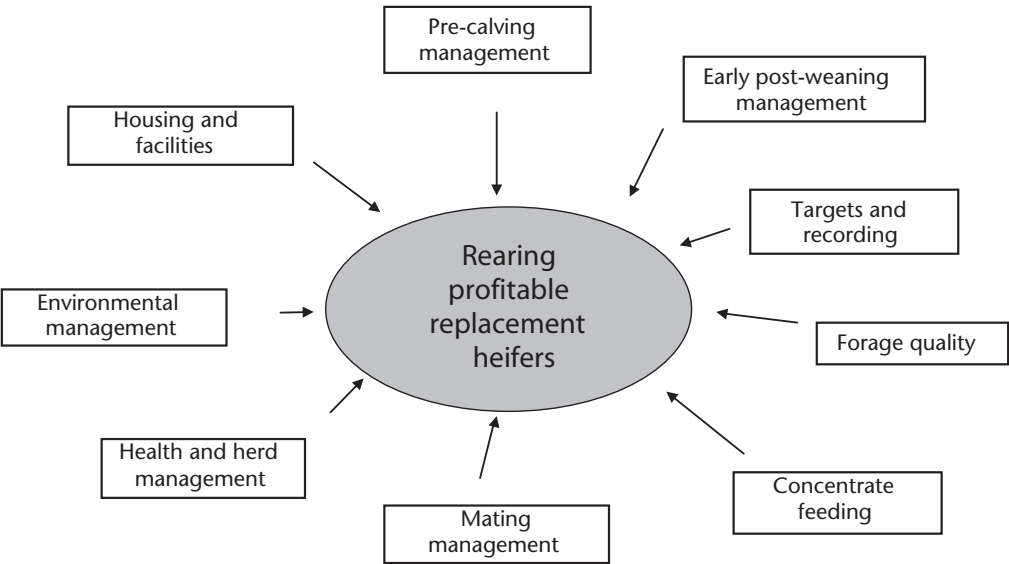 Pre-calving
management
Early post-weaning
management
Housing and
facilities
Targets and
recording
Rearing
profitable
replacement
heifers
Environmental
management
Forage quality
Health and herd
management
Concentrate
feeding
Mating
management